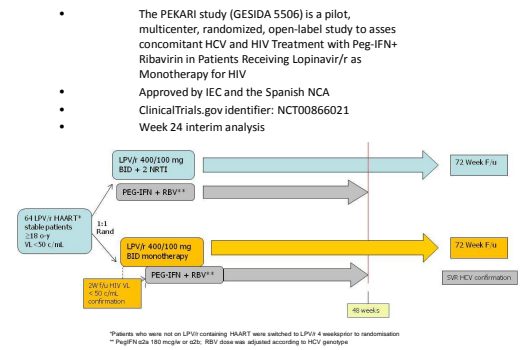 • The PEKARI study (GESIDA 5506) is a pilot,
multicenter, randomized, open-label study to asses
concomitant HCV and HIV Treatment with Peg-IFN+
Ribavirin in Patients Receiving Lopinavir/r as
Monotherapy for HIV
• Approved by IEC and the Spanish NCA
• ClinicalTrials.gov identifier: NCT00866021
• Week 24 interim analysis
LPV/r 400/100 mg
BID + 2 NRTI
72 Week F/u
PEG-IFN + RBV**
64 LPV/r HAART*
stable patients
≥18 o-y
VL<50 c/mL
1:1
Rand
LPV/r 400/100 mg
BID monotherapy
72 Week F/u
PEG-IFN + RBV**
SVR HCV confirmation
2W f/u HIV VL
< 50 c/mL
confirmation
48 weeks
*Patients who were not on LPV/r containing HAART were switched to LPV/r 4 weeksprior to randomisation
** PegIFN α2a 180 mcg/w or α2b; RBV dose was adjusted according to HCV genotype